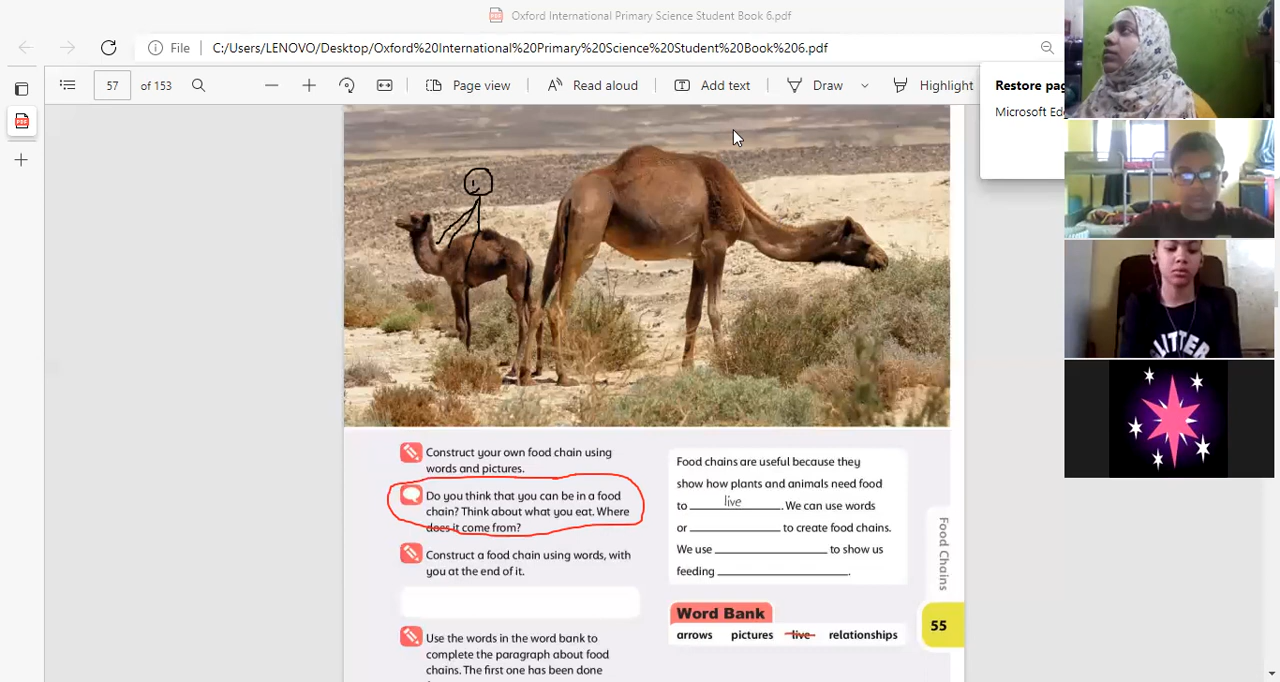 Oxford International Primary Science Student Book 6.pdf
File
C:/Users/LENOVO/Desktop/Oxford%20International%20Primary%20Science%20Student%20Book%206.pdf
57 of 153
Page view
Read aloud
Add text
Draw
Highlight
Restore
Microsoft
Construct your own food chain using
words and pictures.
Do you think that you can be in a food
chain? Think about what you eat. Where
does it come from?
Construct a food chain using words, with
you at the end of it.
Use the words in the word bank to
complete the paragraph about food
chains. The first one has been done
Food chains are useful because they
show how plants and animals need food
to live. We can use words
or ______ to create food chains.
We use ______ to show us
feeding ______.
Word Bank
arrows pictures live relationships
Food Chains
55